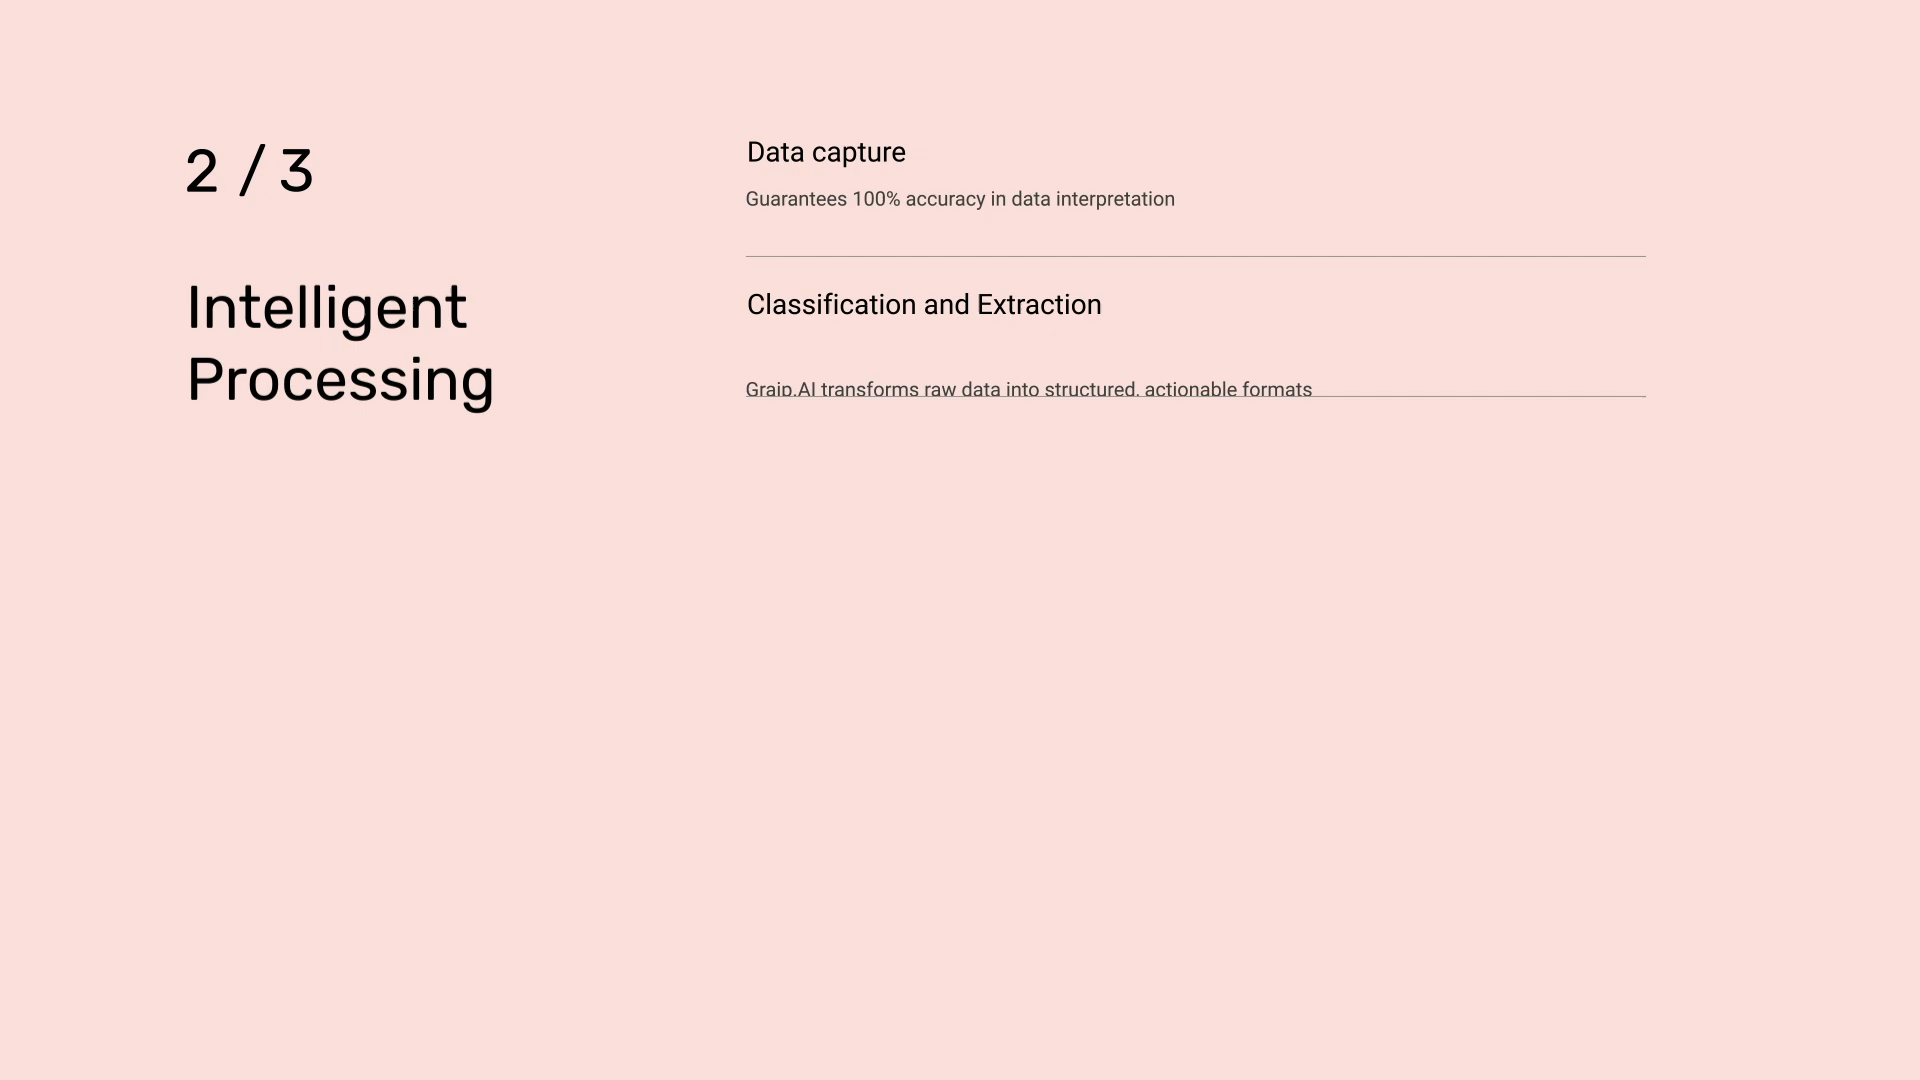 2 / 3
Intelligent
Processing
Data capture
Guarantees 100% accuracy in data interpretation
Classification and Extraction
Graip.AI transforms raw data into structured, actionable formats